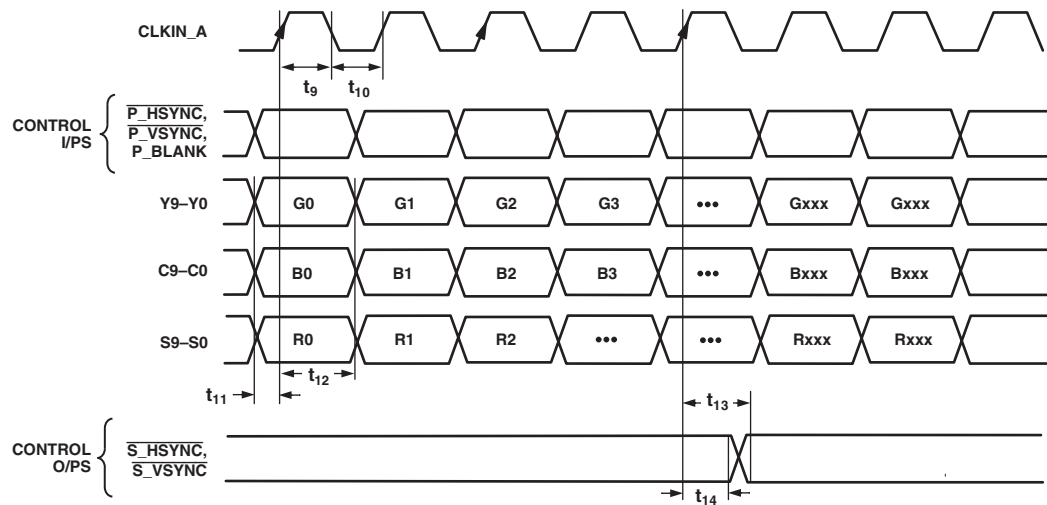 CLKIN_A
t9
t10
CONTROL
I/PS
P_HSYNC,
P_VSYNC,
P_BLANK
Y9–Y0
G0
G1
G2
G3
•••
Gxxx
Gxxx
C9–C0
B0
B1
B2
B3
•••
Bxxx
Bxxx
S9–S0
R0
R1
R2
•••
•••
Rxxx
Rxxx
t12
t11
t13
CONTROL
O/PS
S_HSYNC,
S_VSYNC
t14